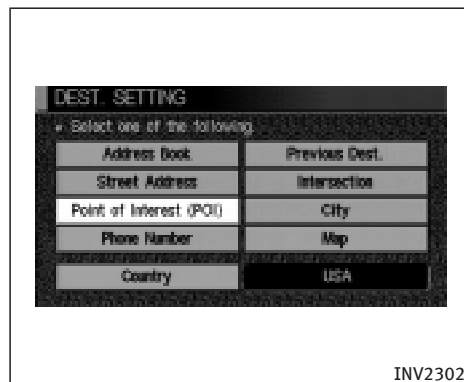 DEST. SETTING
Select one of the following.
Address Book Previous Dest.
Street Address Intersection
Point of Interest (POI) City
Phone Number Map
Country USA
INV2302